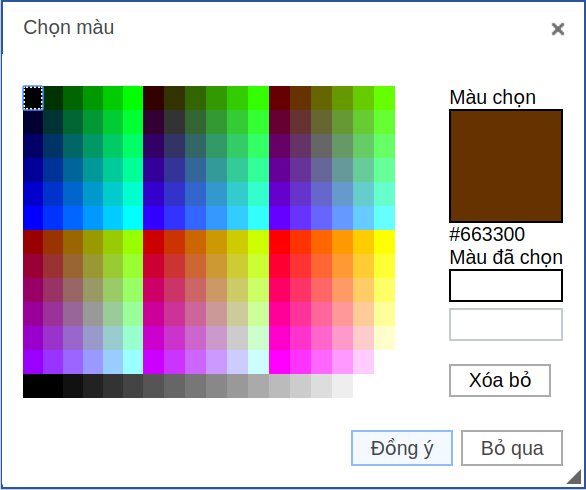 Chọn màu
Màu chọn
#663300
Màu đã chọn
Xóa bỏ
Đồng ý
Bỏ qua